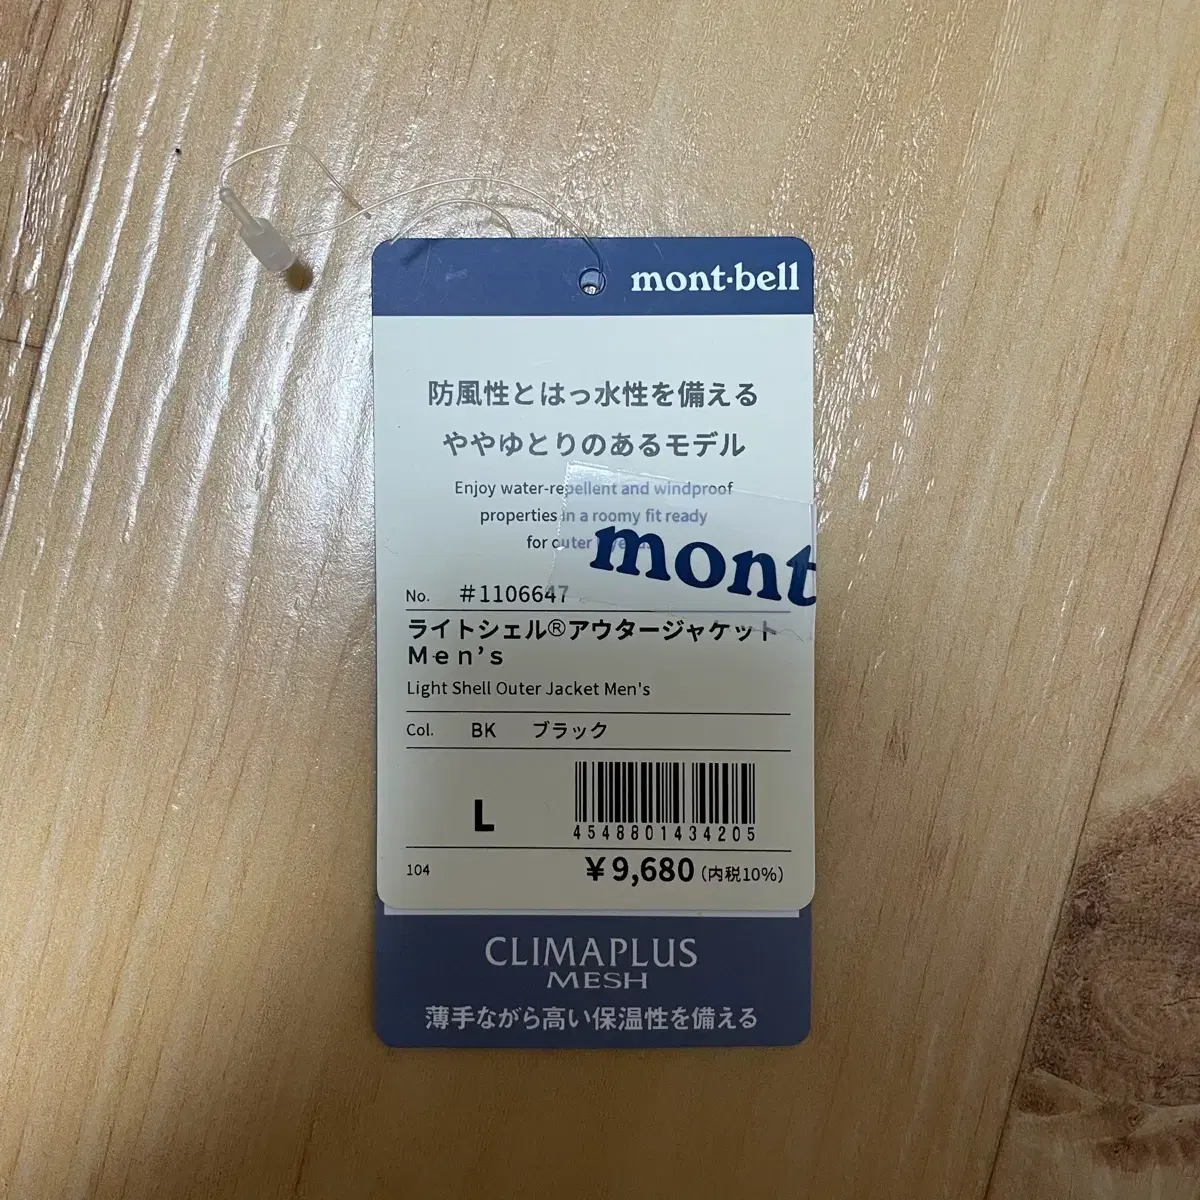 mont·bell
防風性とはっ水性を備える
ややゆとりのあるモデル
Enjoy water-repellent and windproof
properties in a roomy fit ready
for outer
mont
No. #1106647
ライトシェル®アウタージャケット
Men's
Light Shell Outer Jacket Men's
Col. BK ブラック
L
4548801434205
104 ¥9,680(内税10%)
CLIMAPLUS
MESH
薄手ながら高い保温性を備える